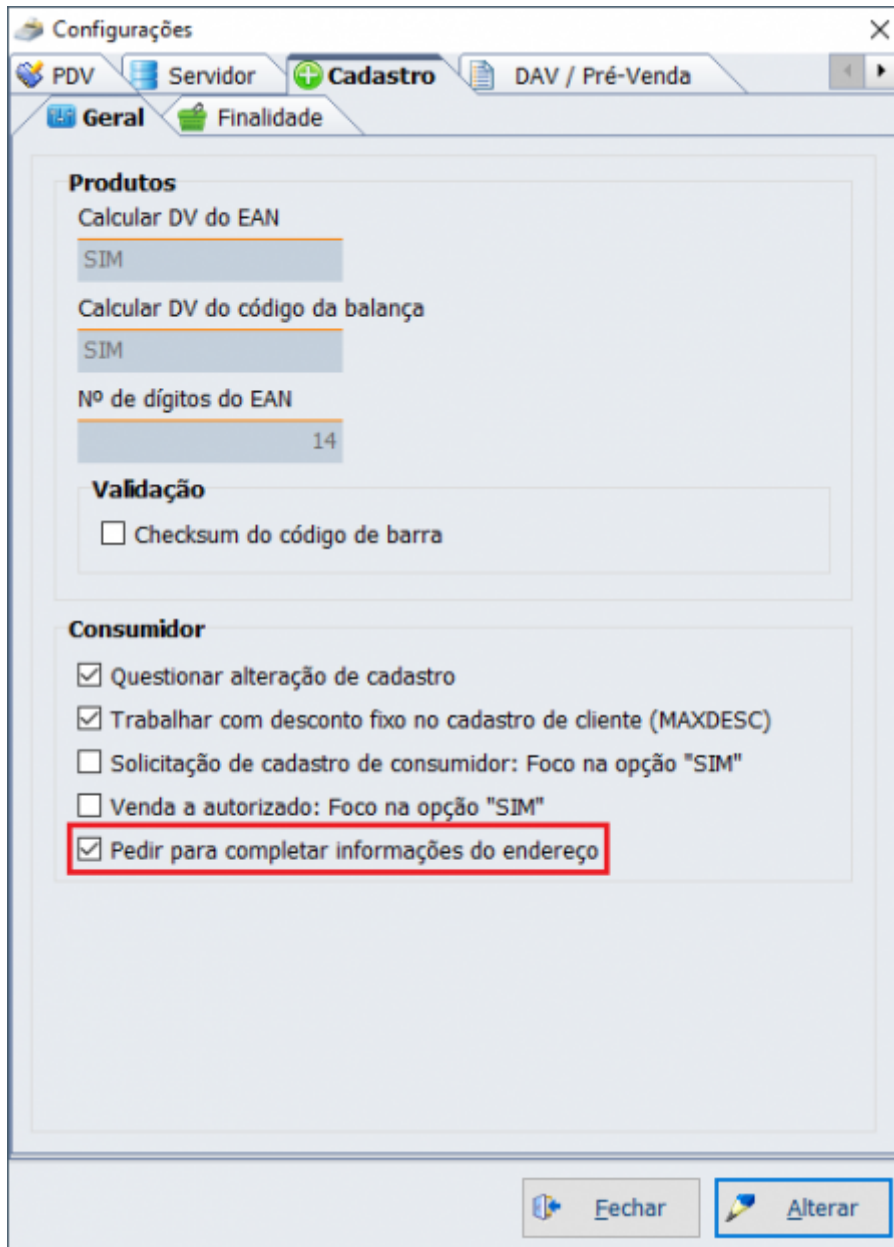 Configurações
PDV Servidor Cadastro DAV / Pré-Venda
Geral Finalidade
Produtos
Calcular DV do EAN
SIM
Calcular DV do código da balança
SIM
Nº de dígitos do EAN
14
Validação
Checksum do código de barra
Consumidor
Questionar alteração de cadastro
Trabalhar com desconto fixo no cadastro de cliente (MAXDESC)
Solicitação de cadastro de consumidor: Foco na opção "SIM"
Venda a autorizado: Foco na opção "SIM"
Pedir para completar informações do endereço
Fechar Alterar